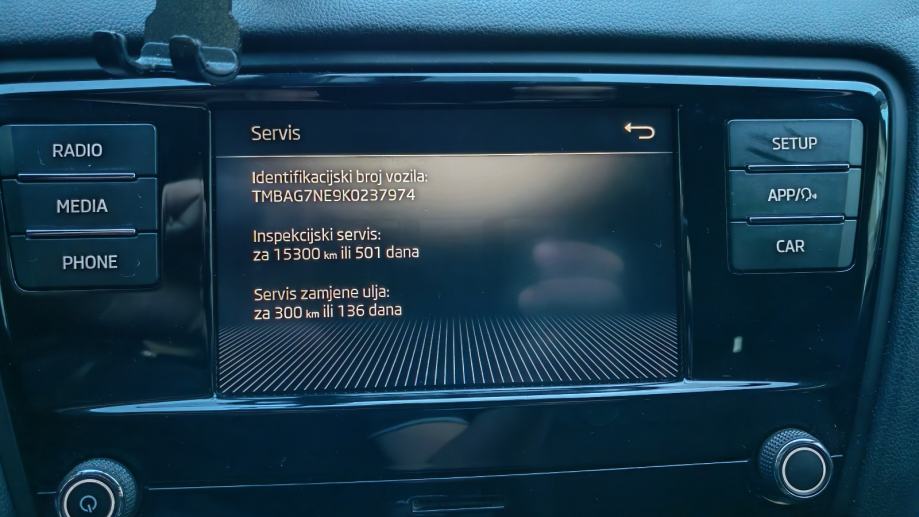 Servis
RADIO
MEDIA
PHONE
Identifikacijski broj vozila:
TMBAG7NE9K0237974
Inspekcijski servis:
za 15300 km ili 501 dana
Servis zamjene ulja:
za 300 km ili 136 dana
SETUP
APP/
CAR